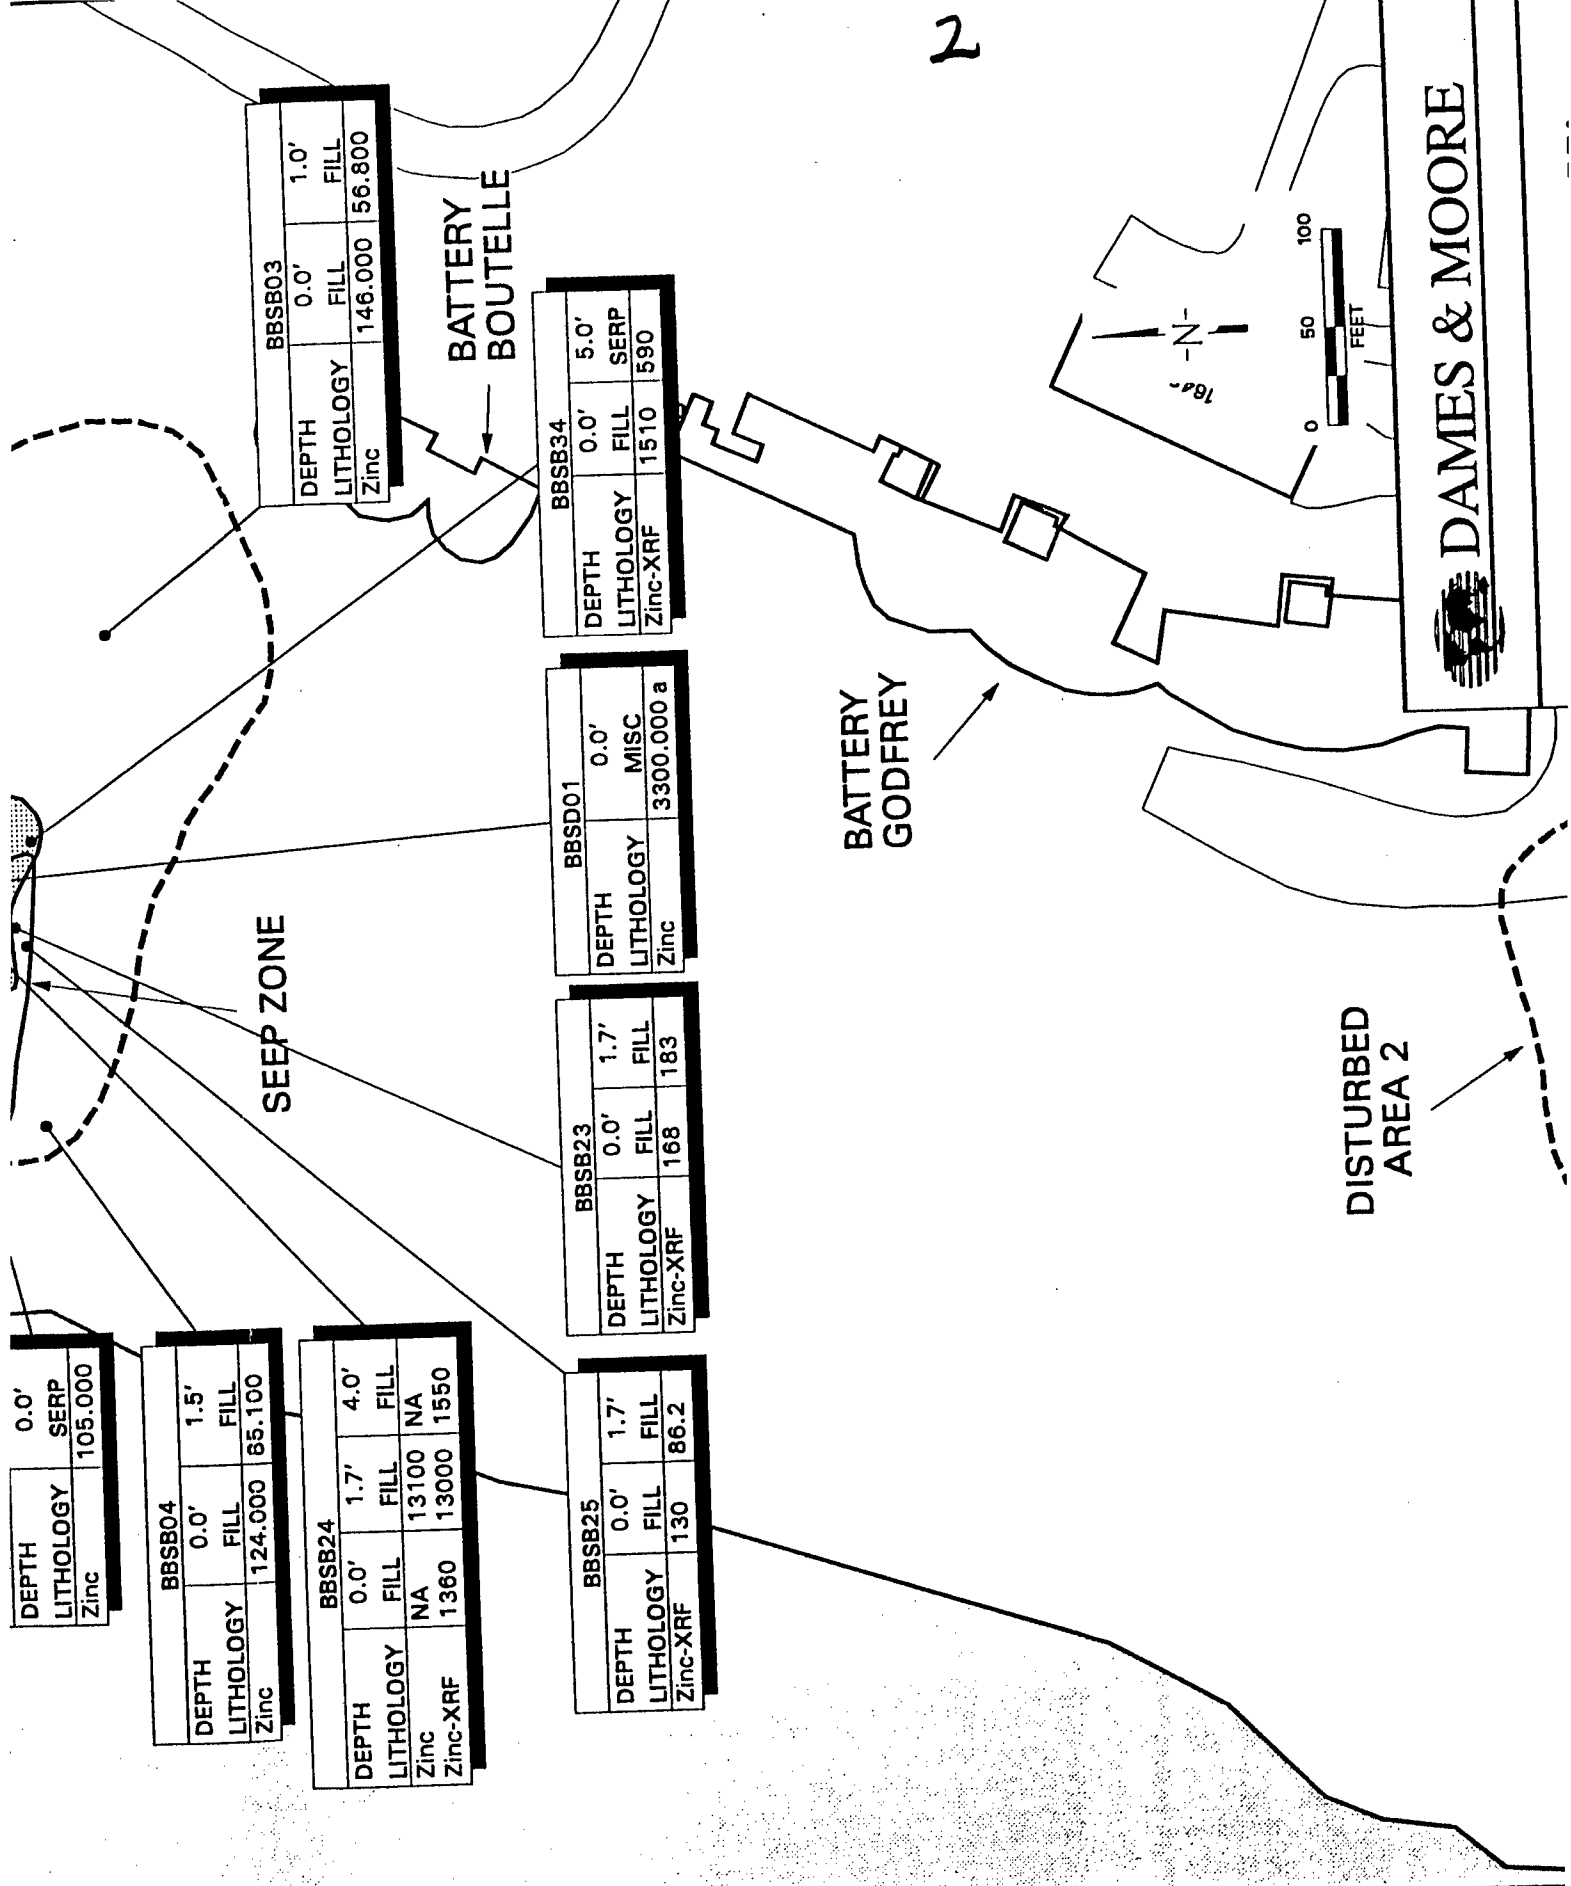 2
BBSB03
DEPTH 0.0' 1.0'
LITHOLOGY FILL FILL
Zinc 146.000 56.800
BATTERY
BOUTELLE
BBSB34
DEPTH 0.0' 5.0'
LITHOLOGY FILL SERP
Zinc-XRF 1510 590
BBSD01
DEPTH 0.0'
LITHOLOGY MISC
Zinc 3300.000 a
BBSB23
DEPTH 0.0' 1.7'
LITHOLOGY FILL FILL
Zinc-XRF 168 183
BBSB25
DEPTH 0.0' 1.7'
LITHOLOGY FILL FILL
Zinc-XRF 130 86.2
BBSB24
DEPTH 0.0' 1.7' 4.0'
LITHOLOGY FILL FILL FILL
Zinc NA 13100 NA
Zinc-XRF 1360 13000 1550
BBSB04
DEPTH 0.0' 1.5'
LITHOLOGY FILL FILL
Zinc 124.000 65.100
DEPTH 0.0'
LITHOLOGY SERP
Zinc 105.000
SEEP ZONE
BATTERY
GODFREY
DISTURBED
AREA 2
-N-
0 50 100
FEET
DAMES & MOORE